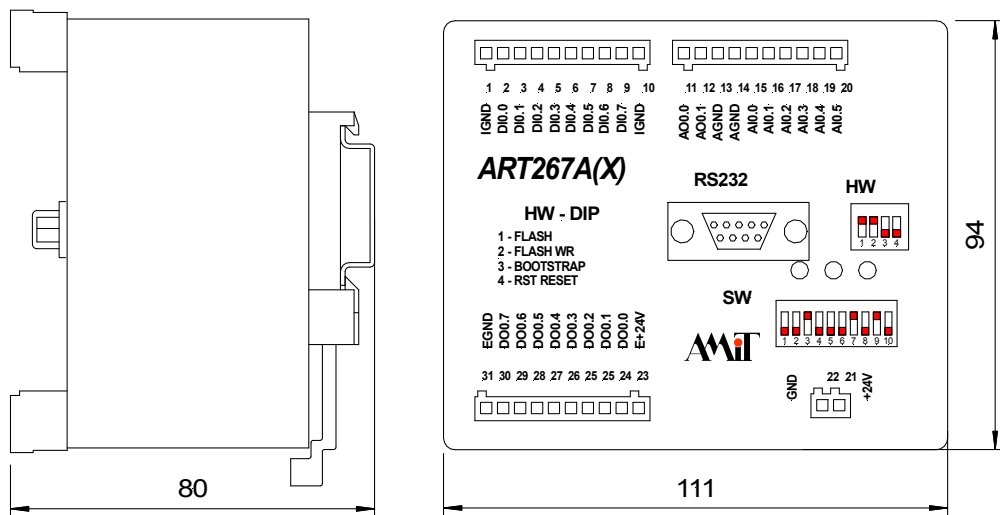 1 2 3 4 5 6 7 8 9 10
IGND DI0.0 DI0.1 DI0.2 DI0.3 DI0.4 DI0.5 DI0.6 DI0.7 IGND
11 12 13 14 15 16 17 18 19 20
AO0.0 AO0.1 AGND AGND AI0.0 AI0.1 AI0.2 AI0.3 AI0.4 AI0.5
ART267A(X)
RS232
HW
1 2 3 4
HW - DIP
1 - FLASH
2 - FLASH WR
3 - BOOTSTRAP
4 - RST RESET
SW
1 2 3 4 5 6 7 8 9 10
AMiT
EGND DO0.7 DO0.6 DO0.5 DO0.4 DO0.3 DO0.2 DO0.1 DO0.0 E+24V
31 30 29 28 27 26 25 25 24 23
GND 22 21 +24V
94
80
111